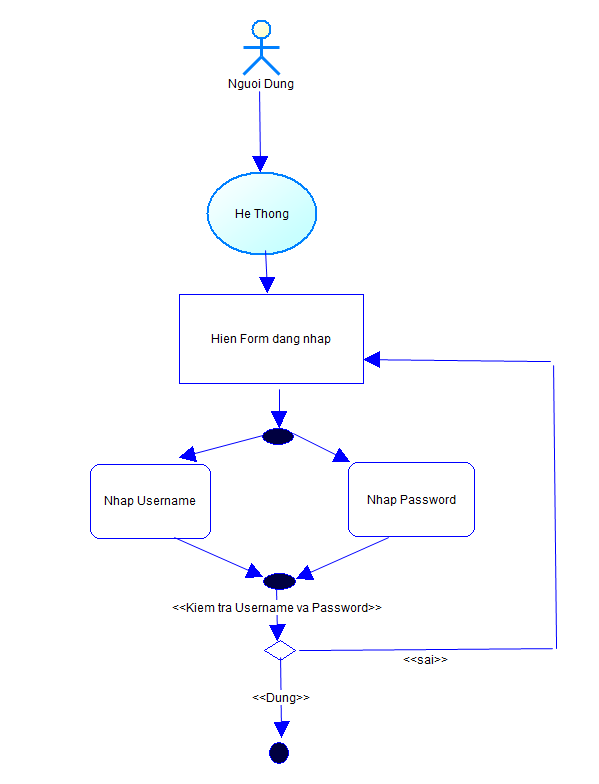 Nguoi Dung
He Thong
Hien Form dang nhap
Nhap Username
Nhap Password
<<Kiem tra Username va Password>>
<<sai>>
<<Dung>>